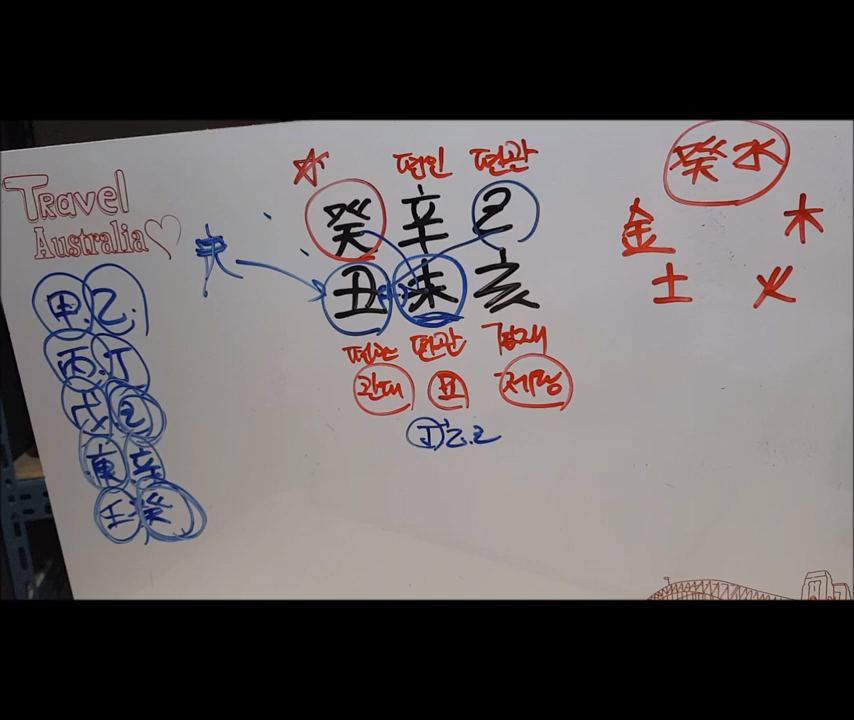 Travel
Australia
水 편인 편관 癸水
癸 辛 己 金 木
夫 丑 未 亥 土 火
甲 乙
편관 편관 겁재
丙 丁
관대 묘 제왕
戊 己
丁 乙 己
庚 辛
壬 癸